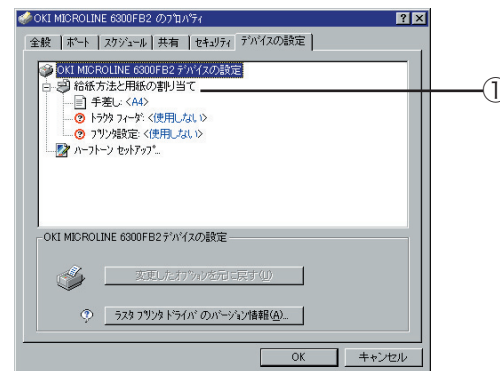 OKI MICROLINE 6300FB2 のプロパティ
全般 ポート スケジュール 共有 セキュリティ デバイスの設定
OKI MICROLINE 6300FB2 デバイスの設定
給紙方法と用紙の割り当て
①
手差し: <A4>
トラクタ フィーダ: <使用しない>
プリンタ設定: <使用しない>
ハーフトーン セットアップ...
OKI MICROLINE 6300FB2 デバイスの設定
変更したオプションを元に戻す(U)
ラスタ プリンタ ドライバ のバージョン情報(A)...
OK キャンセル